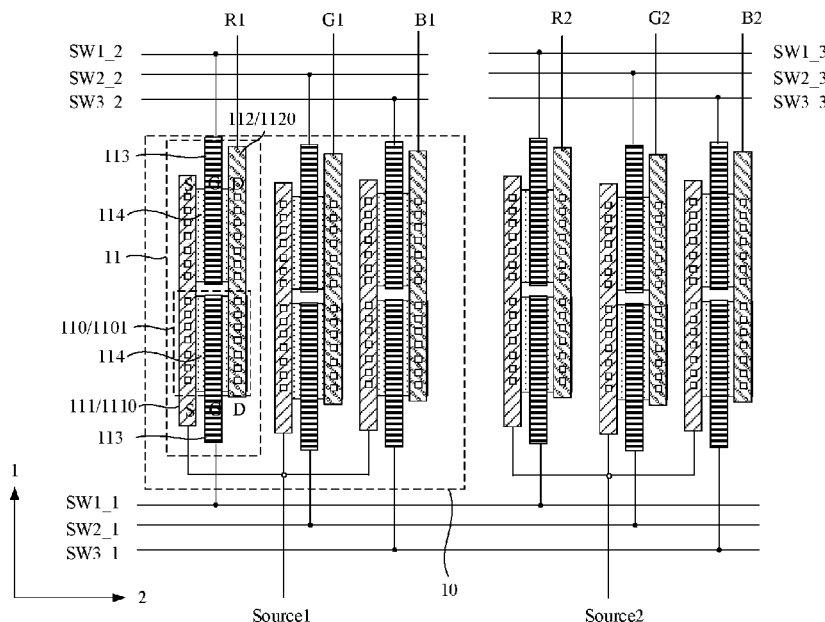 R1 G1 B1 R2 G2 B2
SW1_2 SW1_3
SW2_2 SW2_3
SW3_2 SW3_3
112/1120
113
S G D
114
11
110/1101
114
111/1110
S G D
113
1
SW1_1
SW2_1
SW3_1
2 10
Source1 Source2